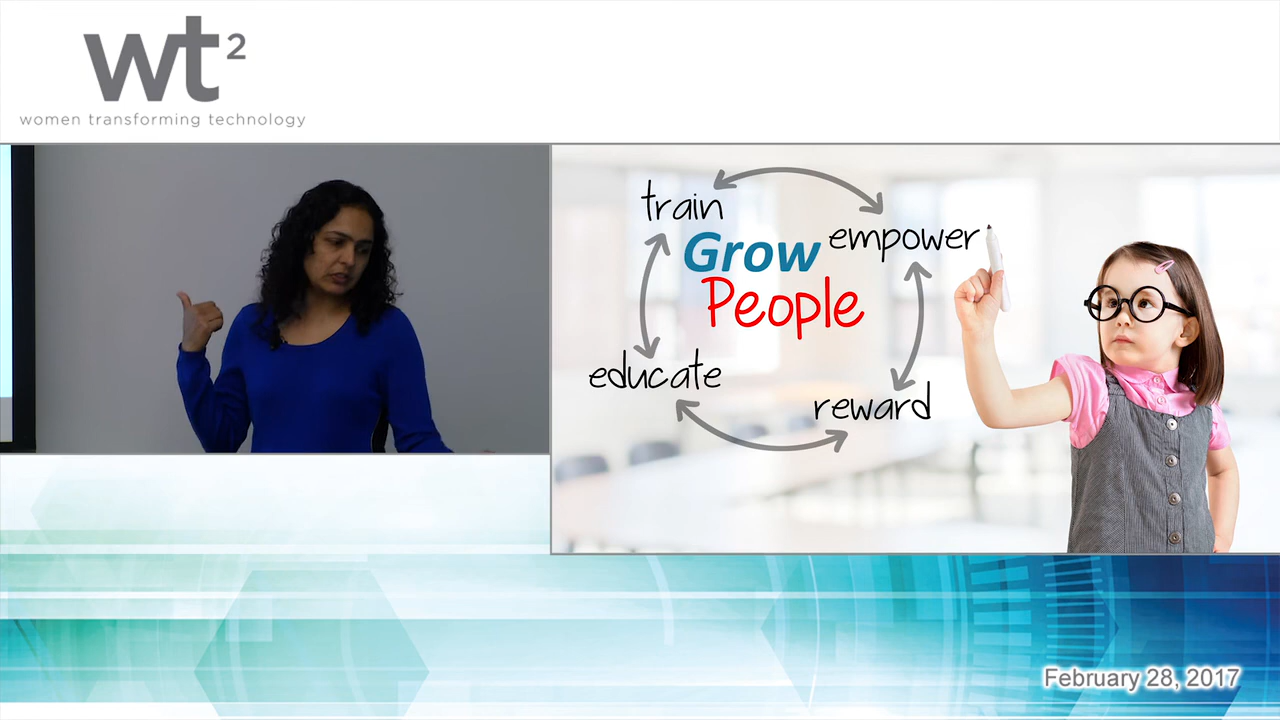 wt2
women transforming technology
train
empower
Grow
People
educate
reward
February 28, 2017